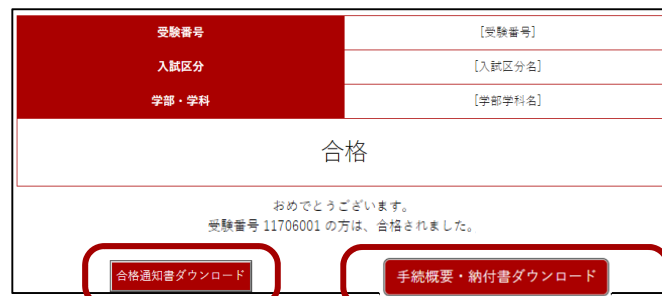 受験番号 [受験番号]
入試区分 [入試区分名]
学部・学科 [学部学科名]
合格
おめでとうございます。
受験番号 11706001 の方は、合格されました。
合格通知書ダウンロード 手続概要・納付書ダウンロード